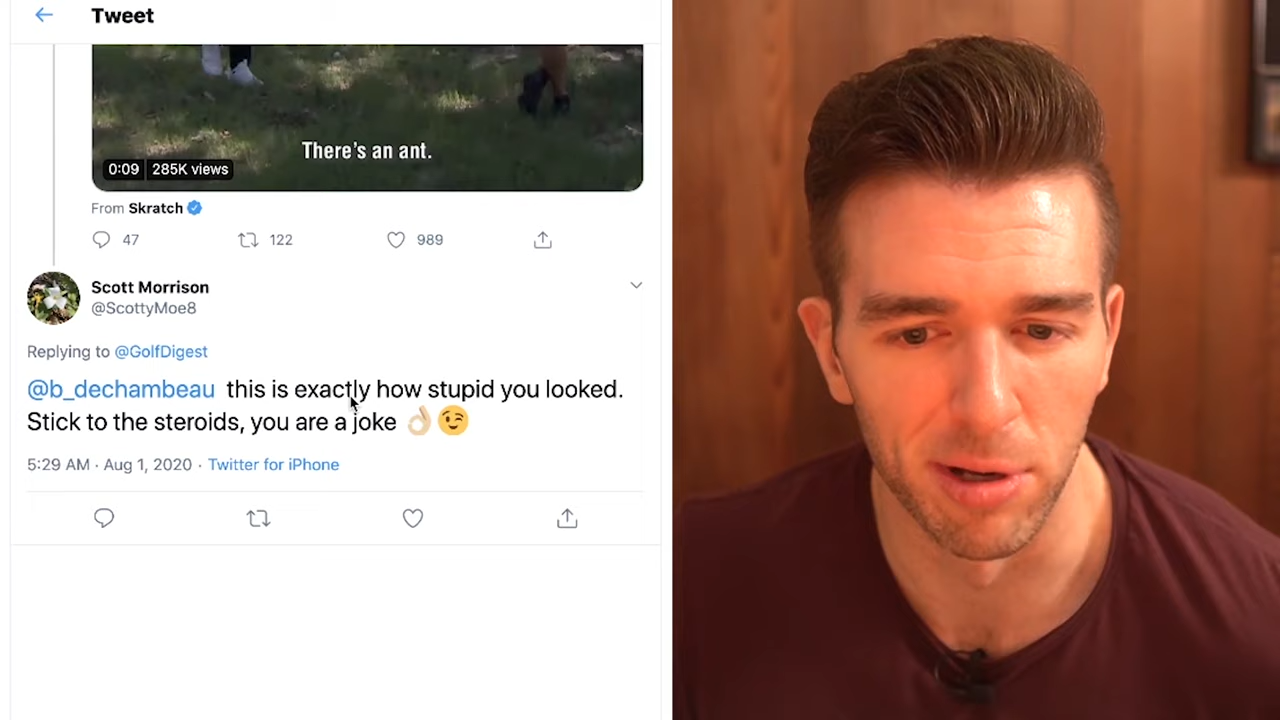 Tweet
There's an ant.
0:09 285K views
From Skratch
47 122 989
Scott Morrison
@ScottyMoe8
Replying to @GolfDigest
@b_dechambeau this is exactly how stupid you looked.
Stick to the steroids, you are a joke 👌🏼😉
5:29 AM · Aug 1, 2020 · Twitter for iPhone